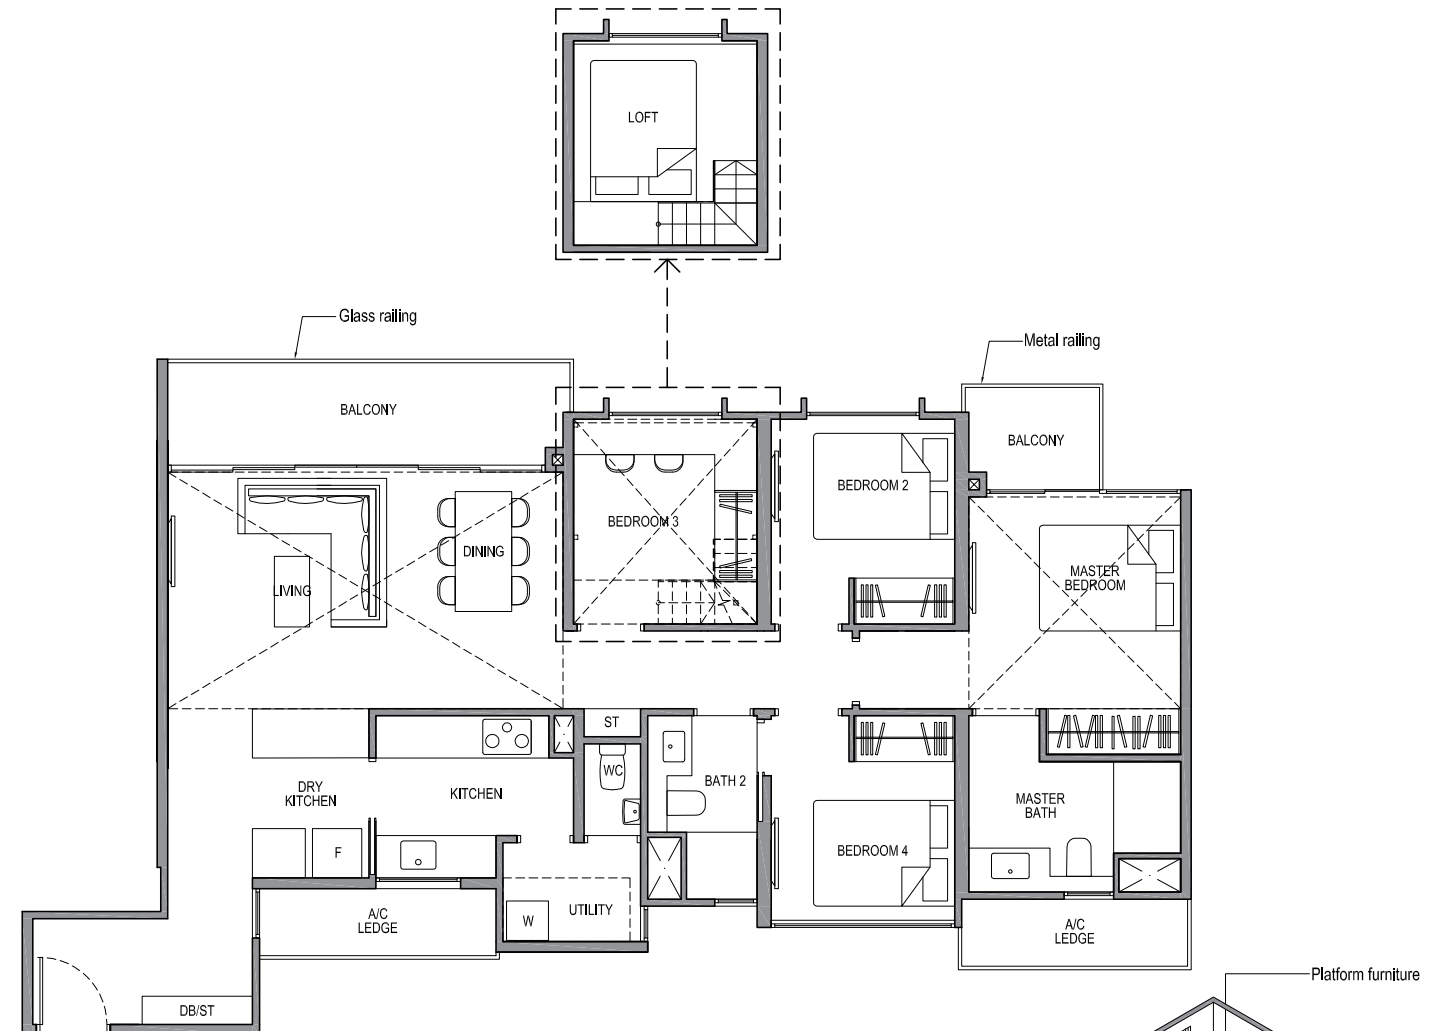 LOFT
Glass railing
Metal railing
BALCONY
BALCONY
BEDROOM 2
BEDROOM 3
DINING
LIVING
MASTER
BEDROOM
ST
WC
BATH 2
DRY
KITCHEN
KITCHEN
MASTER
BATH
F
BEDROOM 4
A/C
LEDGE
W
UTILITY
A/C
LEDGE
Platform furniture
DB/ST